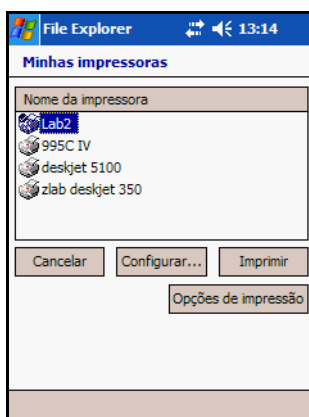 File Explorer 13:14
Minhas impressoras
Nome da impressora
Lab2
995C IV
deskjet 5100
zlab deskjet 350
Cancelar Configurar... Imprimir
Opções de impressão